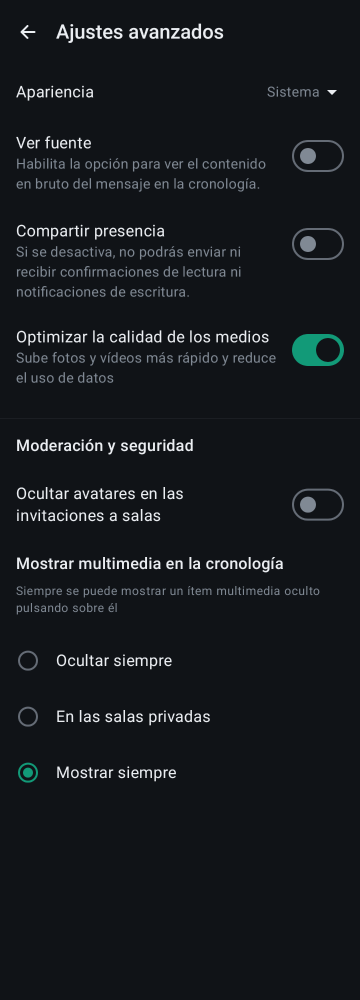 Ajustes avanzados
Apariencia
Sistema
Ver fuente
Habilita la opción para ver el contenido
en bruto del mensaje en la cronología.
Compartir presencia
Si se desactiva, no podrás enviar ni
recibir confirmaciones de lectura ni
notificaciones de escritura.
Optimizar la calidad de los medios
Sube fotos y vídeos más rápido y reduce
el uso de datos
Moderación y seguridad
Ocultar avatares en las
invitaciones a salas
Mostrar multimedia en la cronología
Siempre se puede mostrar un ítem multimedia oculto
pulsando sobre él
Ocultar siempre
En las salas privadas
Mostrar siempre